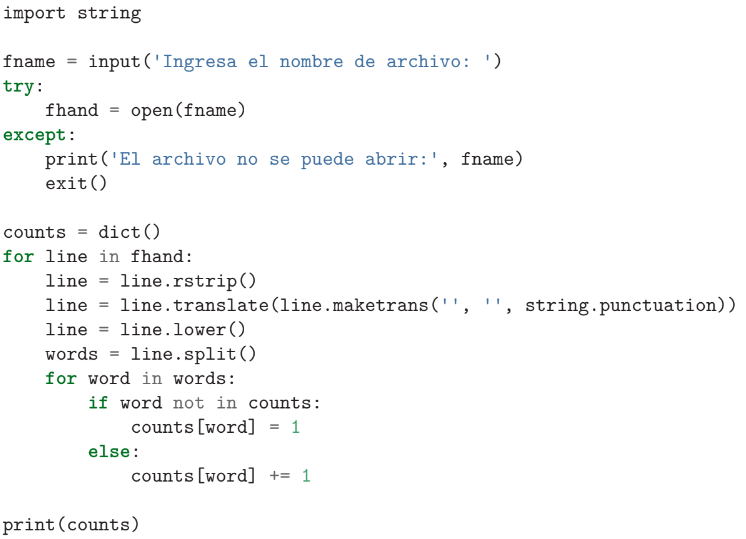 import string

fname = input('Ingresa el nombre de archivo: ')
try:
    fhand = open(fname)
except:
    print('El archivo no se puede abrir:', fname)
    exit()

counts = dict()
for line in fhand:
    line = line.rstrip()
    line = line.translate(line.maketrans('', '', string.punctuation))
    line = line.lower()
    words = line.split()
    for word in words:
        if word not in counts:
            counts[word] = 1
        else:
            counts[word] += 1

print(counts)